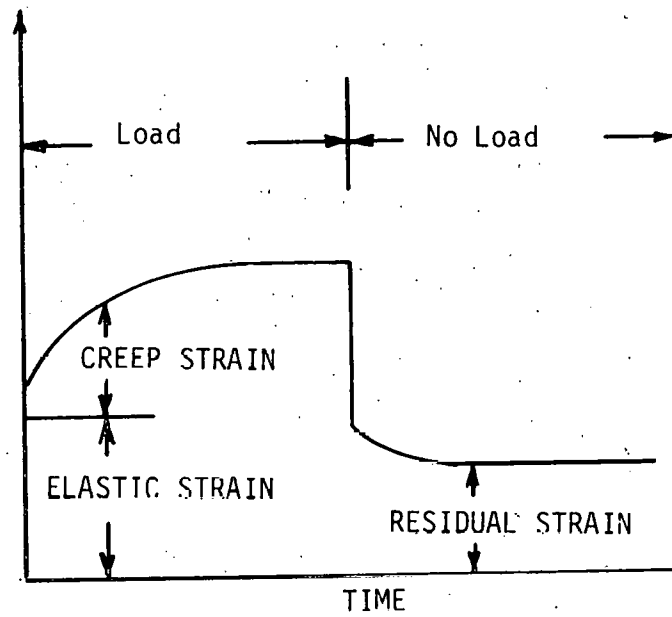 Load
No Load
CREEP STRAIN
ELASTIC STRAIN
RESIDUAL STRAIN
TIME